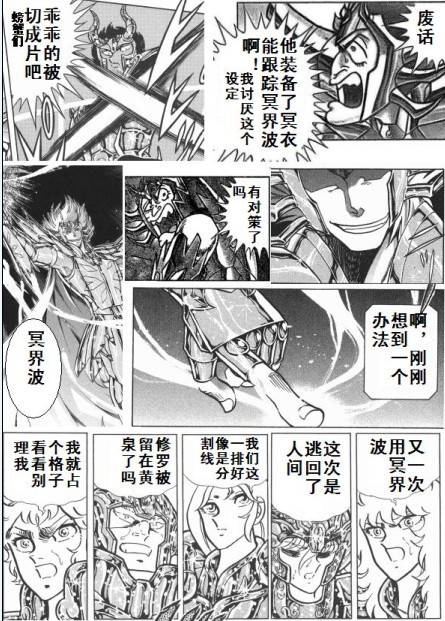 废话
他装备了冥衣
能跟踪冥界波
啊！我讨厌这个
设定
乖乖的被
切成片吧
螃蟹们
有对策了
吗
啊，刚刚
想到一个
办法
冥界波
又一次
用冥界
波
这次是
逃回了
人间
我们这
一排好
像是分
割线
修罗被
留在黄
泉了吗
我就占
个格子
看看别
理我